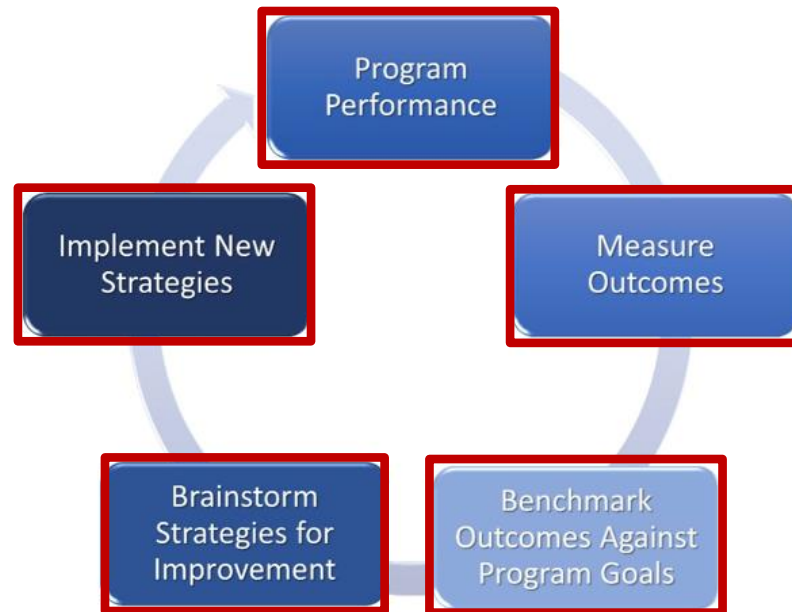 Program
Performance
Measure
Outcomes
Benchmark
Outcomes Against
Program Goals
Brainstorm
Strategies for
Improvement
Implement New
Strategies